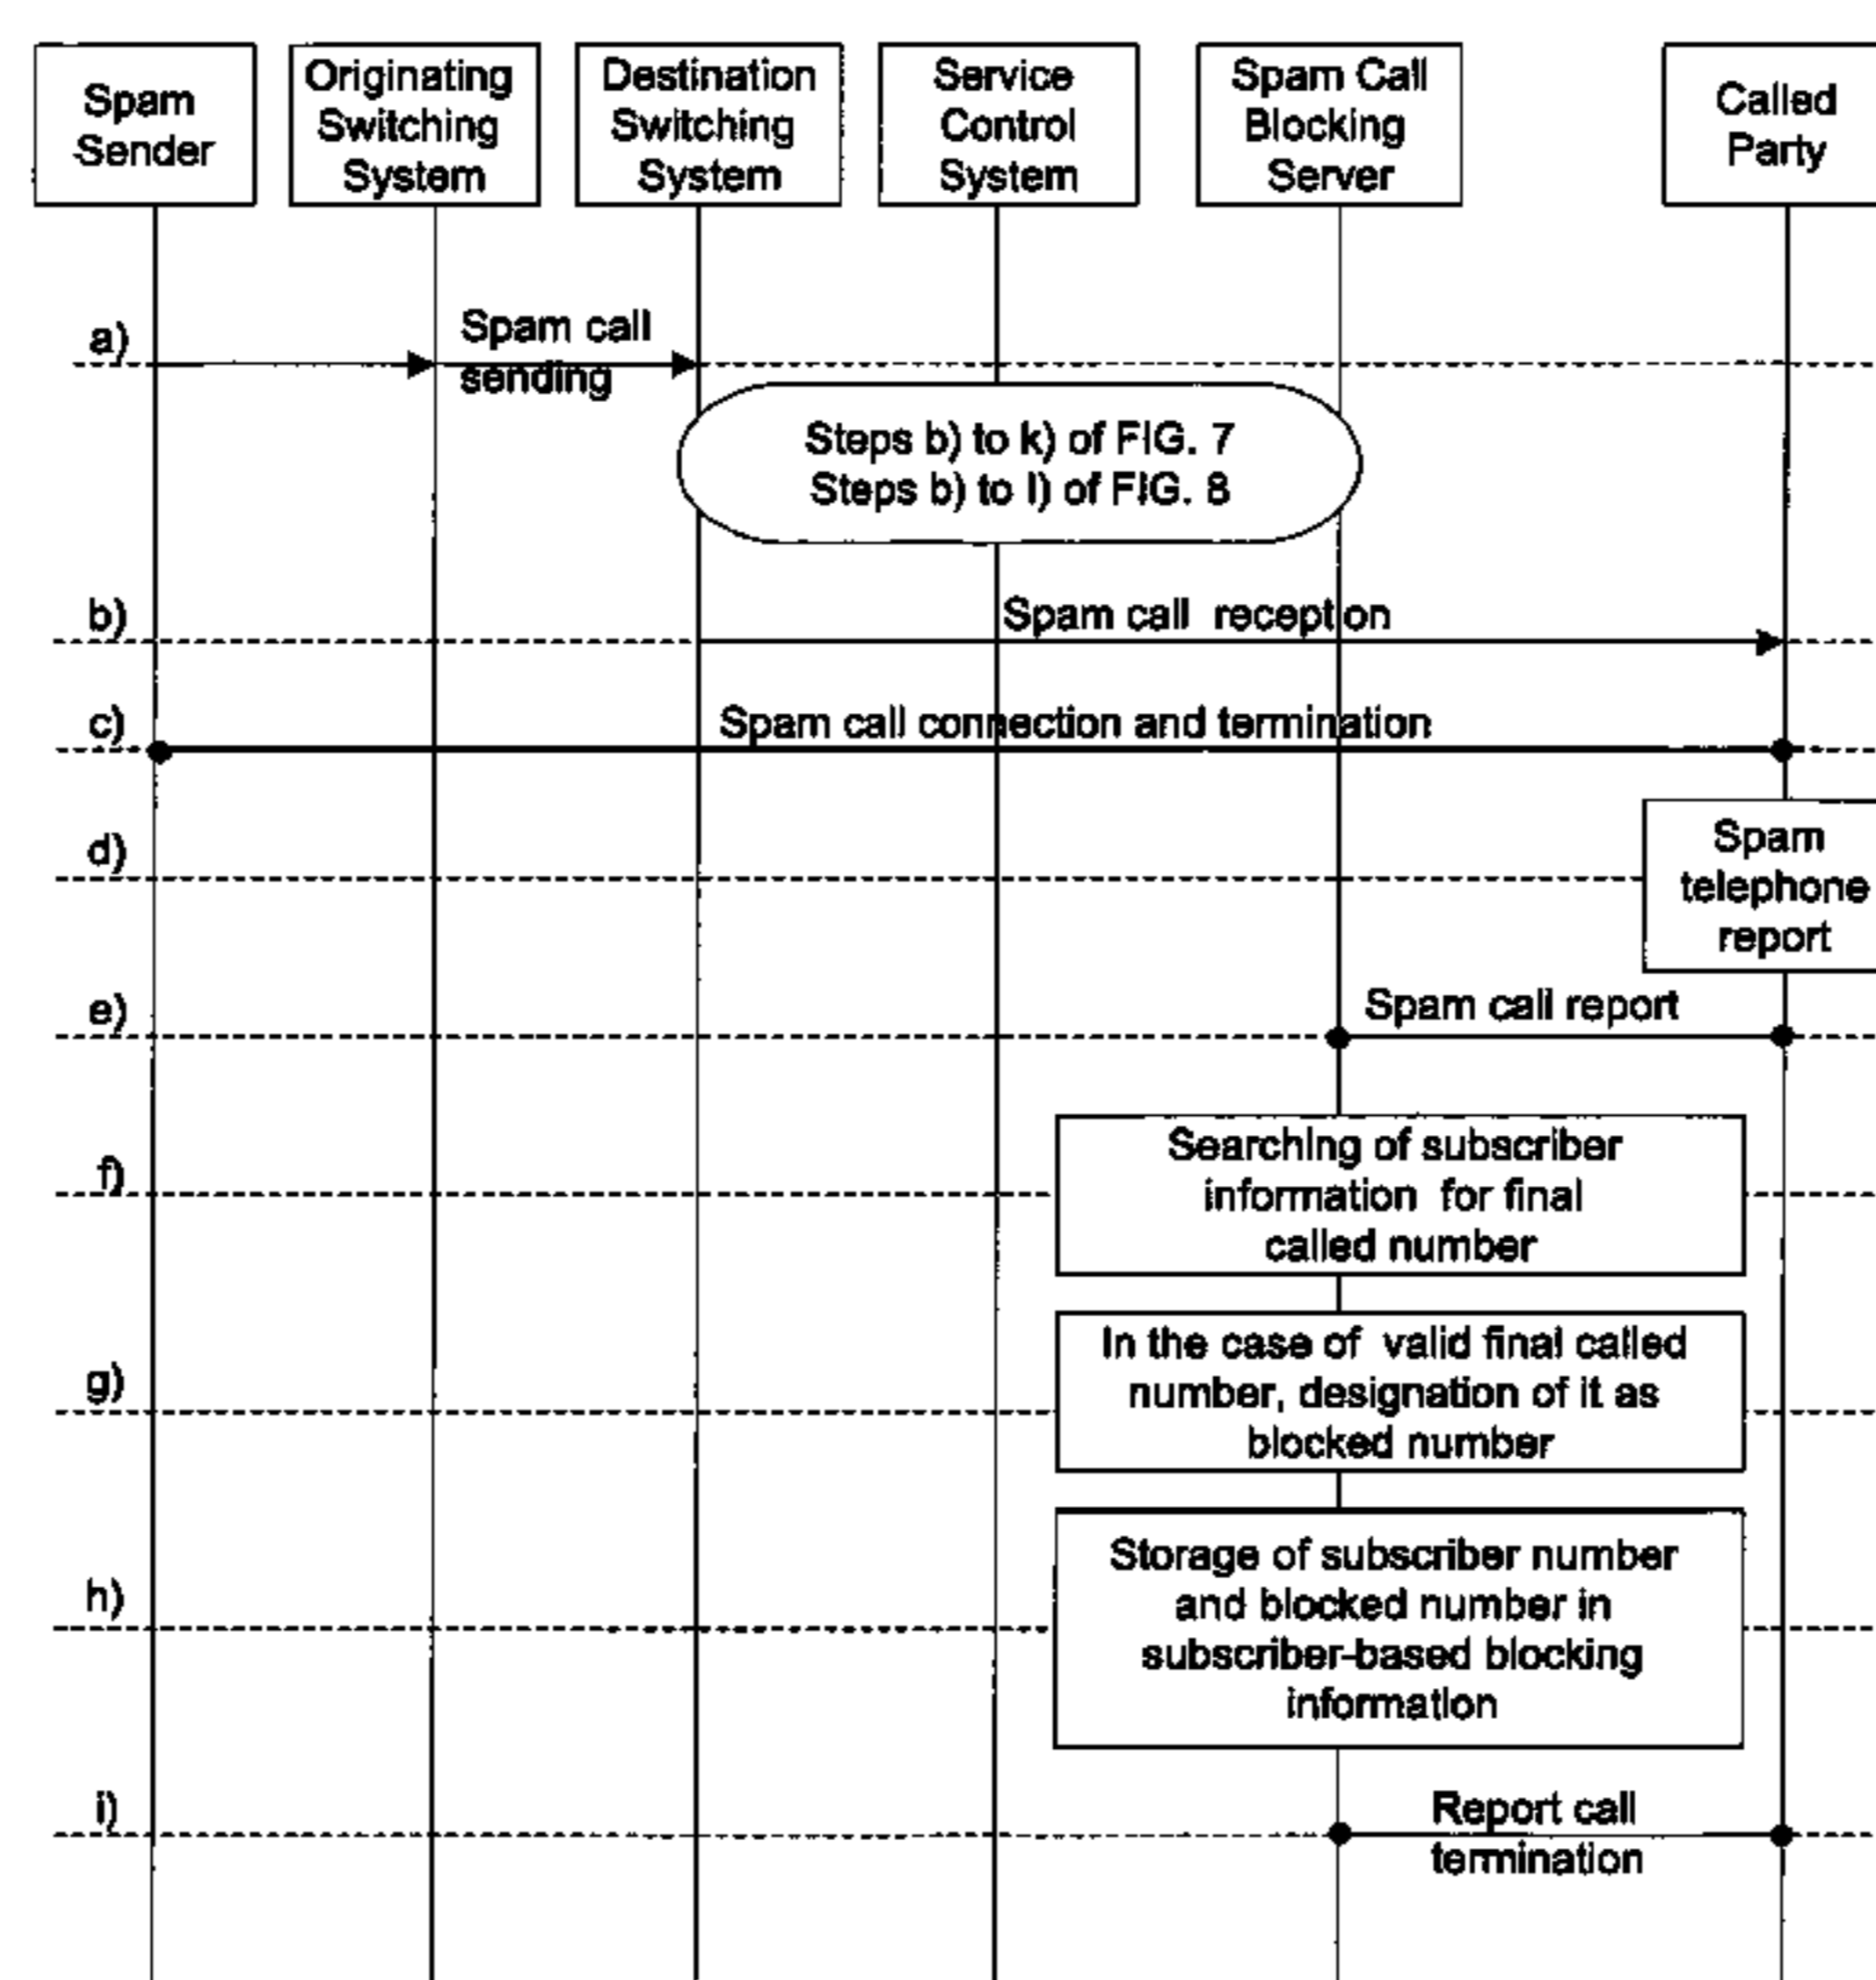 Spam
Sender
Originating
Switching
System
Destination
Switching
System
Service
Control
System
Spam Call
Blocking
Server
Called
Party
a)
Spam call
sending
Steps b) to k) of FIG. 7
Steps b) to l) of FIG. 8
b)
Spam call reception
c)
Spam call connection and termination
d)
Spam
telephone
report
e)
Spam call report
f)
Searching of subscriber
information for final
called number
g)
In the case of valid final called
number, designation of it as
blocked number
h)
Storage of subscriber number
and blocked number in
subscriber-based blocking
information
i)
Report call
termination